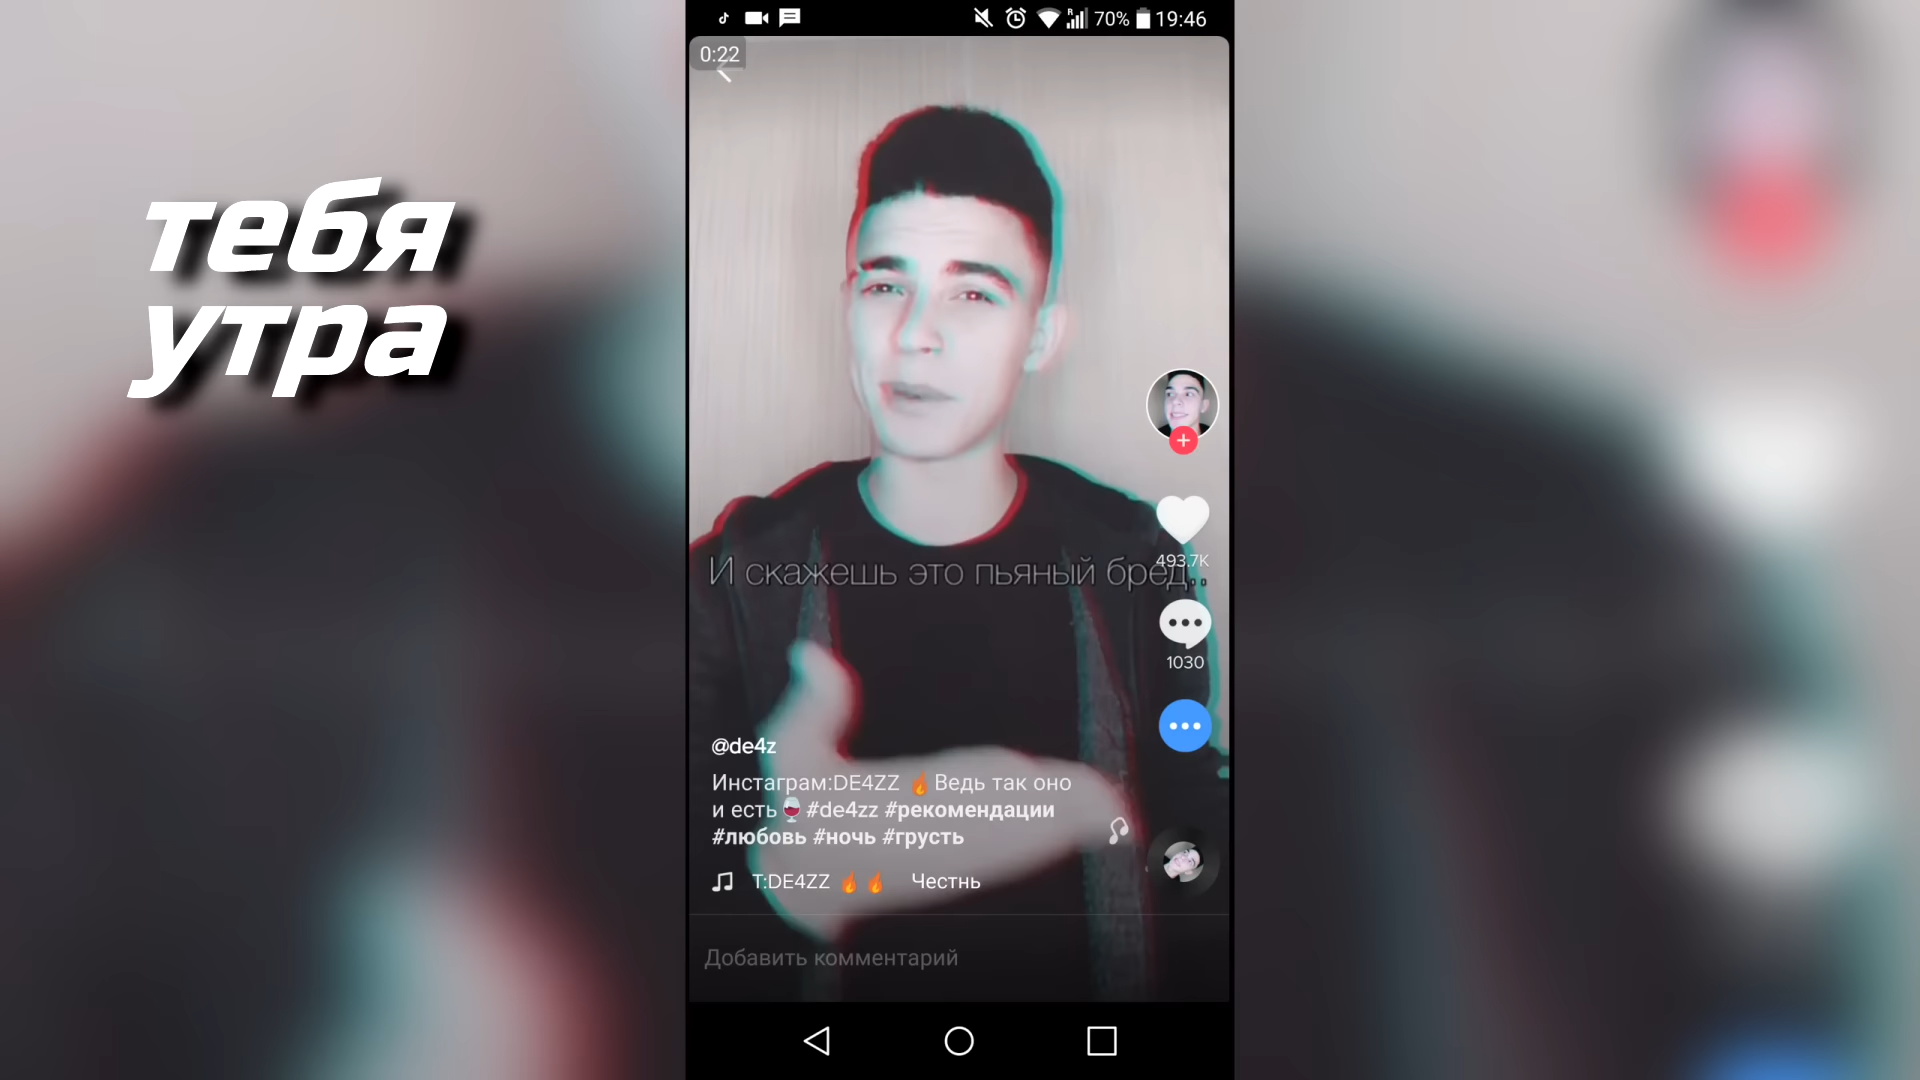 70% 19:46
0:22
тебя
утра
493.7K
И скажешь это пьяный бред..
1030
@de4z
Инстаграм:DE4ZZ 🔥Ведь так оно
и есть🍷#de4zz #рекомендации
#любовь #ночь #грусть
T:DE4ZZ 🔥🔥 Честнь
Добавить комментарий